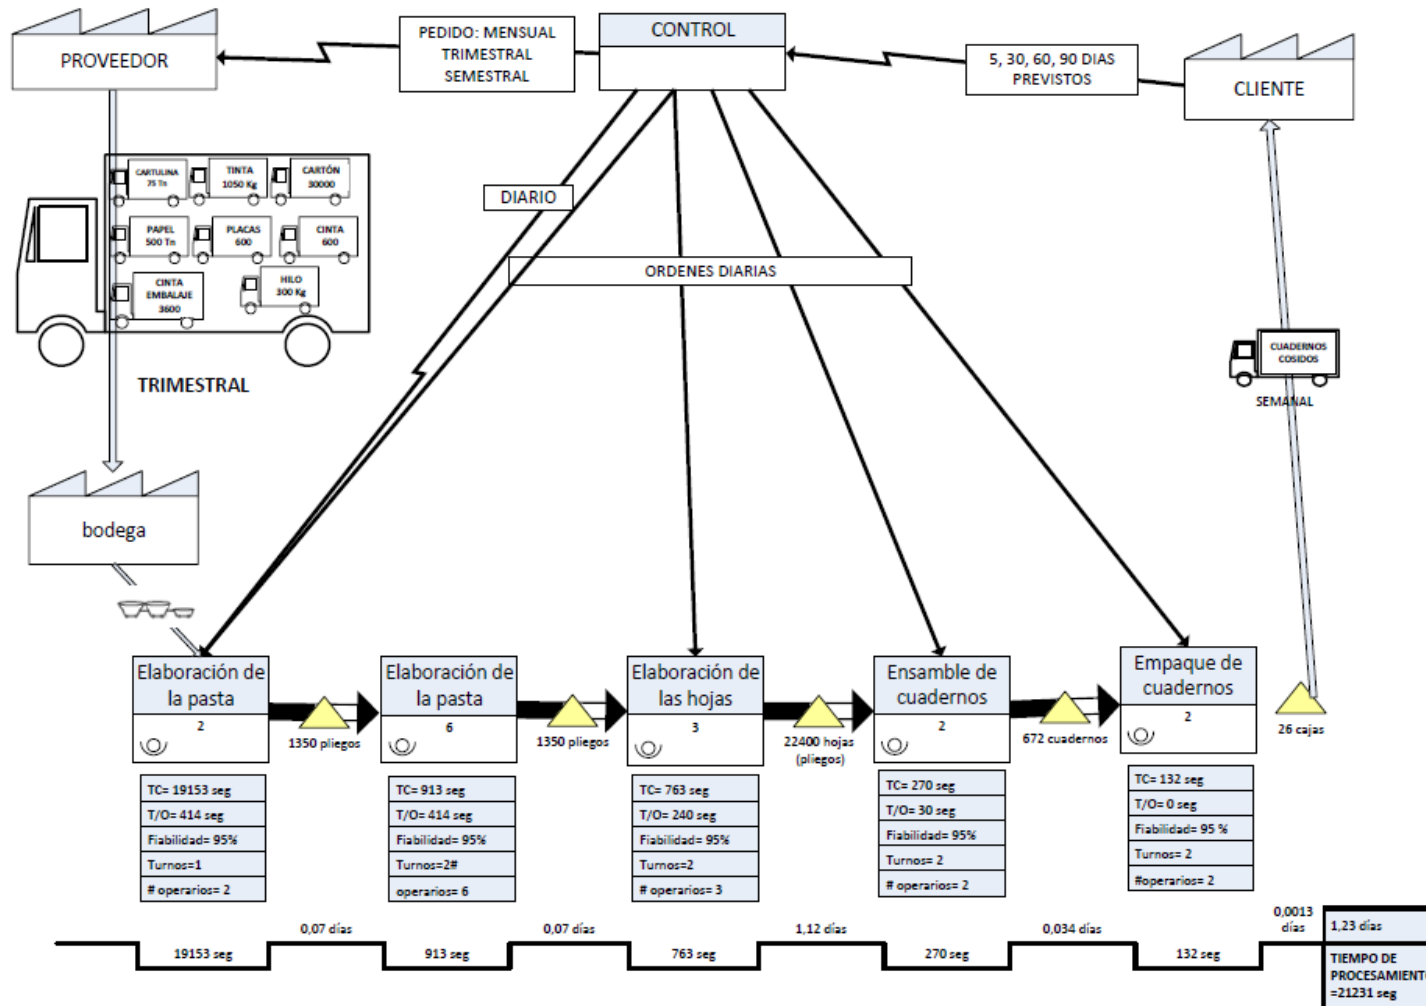 PROVEEDOR
PEDIDO: MENSUAL
TRIMESTRAL
SEMESTRAL
CONTROL
5, 30, 60, 90 DIAS
PREVISTOS
CLIENTE
CARTULINA
75 Tn
TINTA
1050 Kg
CARTÓN
30000
PAPEL
500 Tn
PLACAS
600
CINTA
600
CINTA
EMBALAJE
3600
HILO
300 Kg
TRIMESTRAL
DIARIO
ORDENES DIARIAS
CUADERNOS
COSIDOS
SEMANAL
bodega
Elaboración de
la pasta
2
1350 pliegos
Elaboración de
la pasta
6
1350 pliegos
Elaboración de
las hojas
3
22400 hojas
(pliegos)
Ensamble de
cuadernos
2
672 cuadernos
Empaque de
cuadernos
2
26 cajas
TC= 19153 seg
T/O= 414 seg
Fiabilidad= 95%
Turnos=1
# operarios= 2
TC= 913 seg
T/O= 414 seg
Fiabilidad= 95%
Turnos=2#
operarios= 6
TC= 763 seg
T/O= 240 seg
Fiabilidad= 95%
Turnos=2
# operarios= 3
TC= 270 seg
T/O= 30 seg
Fiabilidad= 95%
Turnos= 2
# operarios= 2
TC= 132 seg
T/O= 0 seg
Fiabilidad= 95 %
Turnos= 2
#operarios= 2
19153 seg
0,07 días
913 seg
0,07 días
763 seg
1,12 días
270 seg
0,034 días
132 seg
0,0013
días
1,23 días
TIEMPO DE
PROCESAMIENTO
=21231 seg